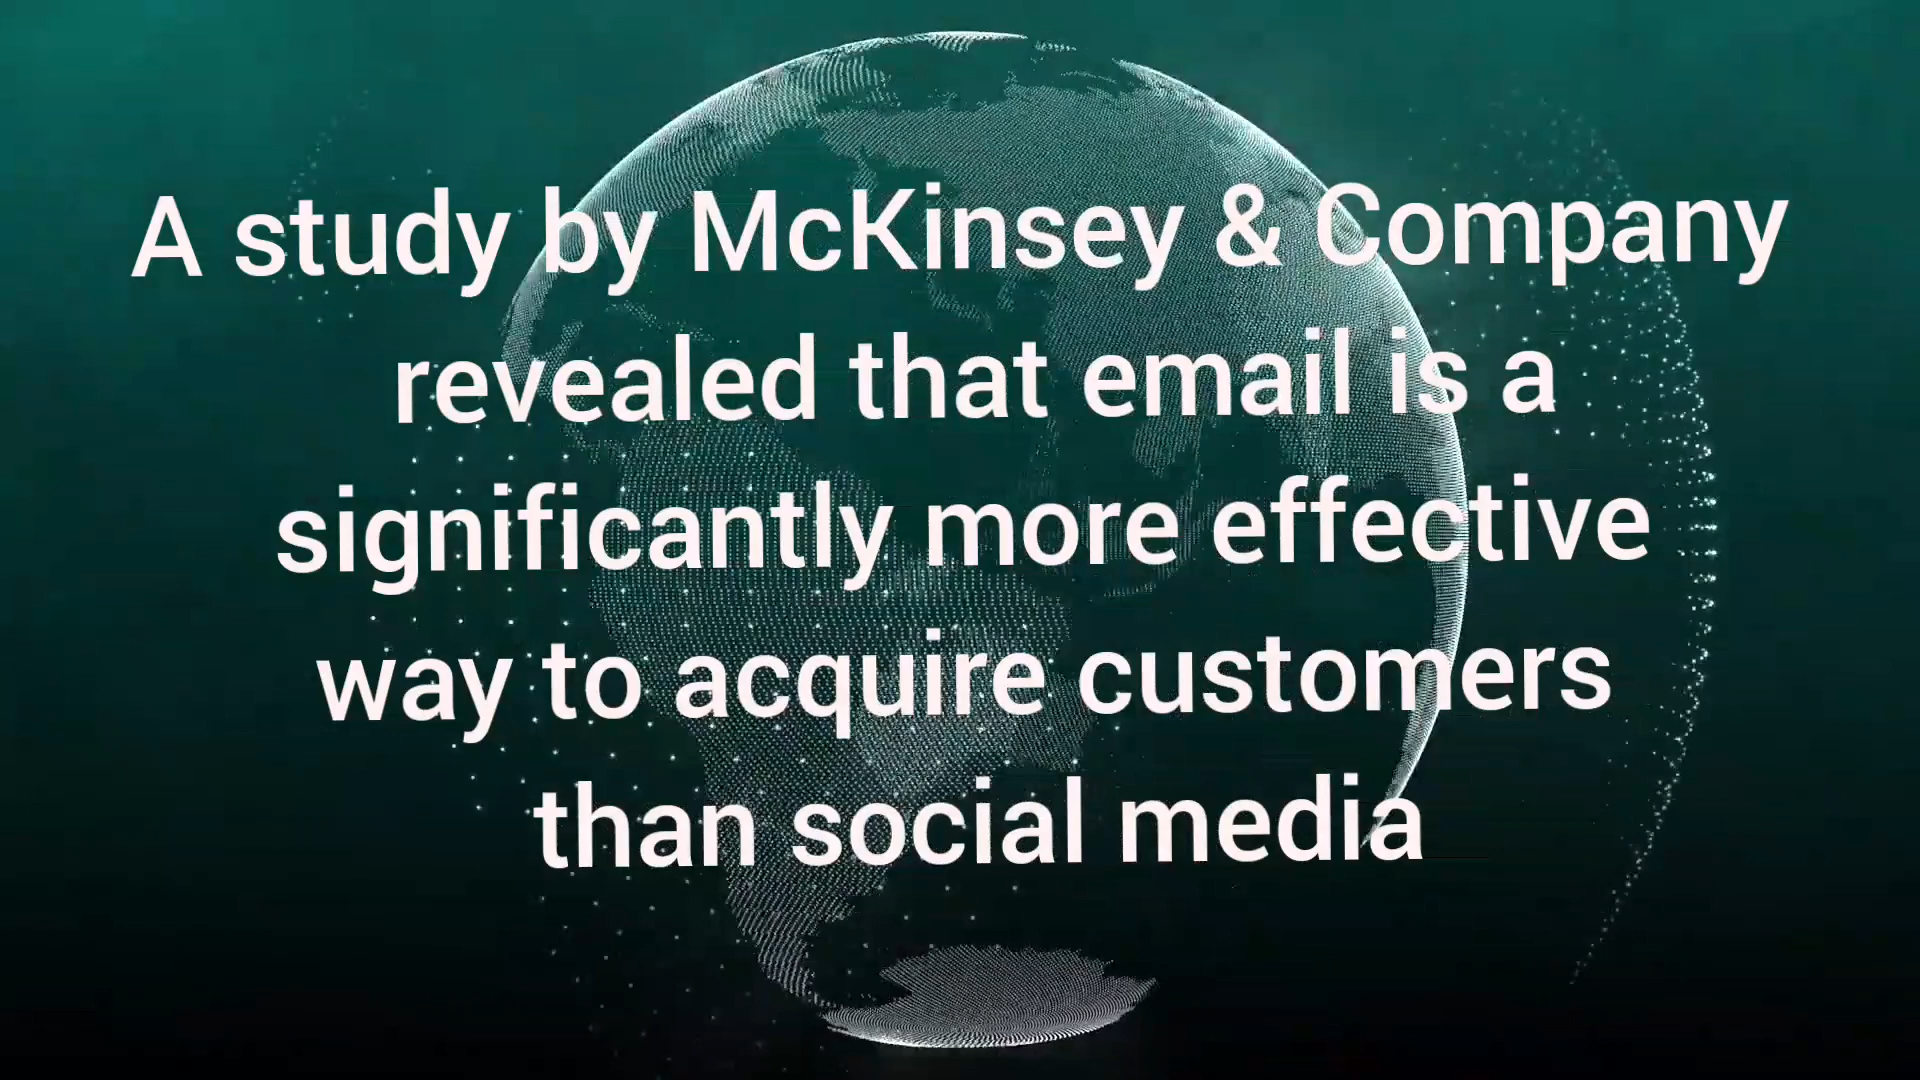 A study by McKinsey & Company
revealed that email is a
significantly more effective
way to acquire customers
than social media